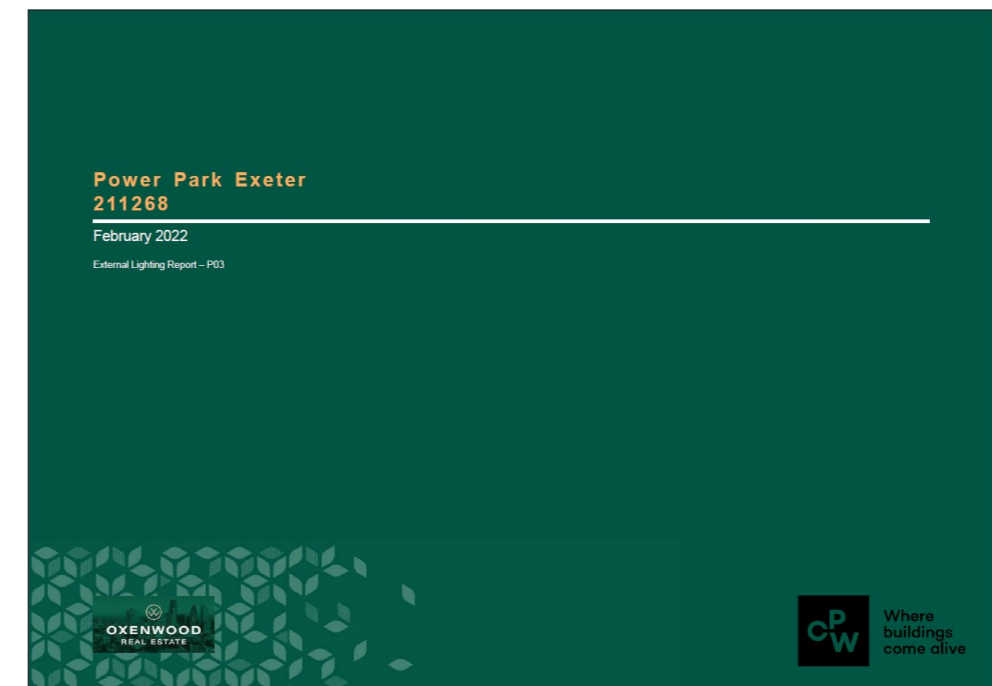 Power Park Exeter
211268
February 2022
External Lighting Report – P03
OXENWOOD
REAL ESTATE
CPW
Where
buildings
come alive